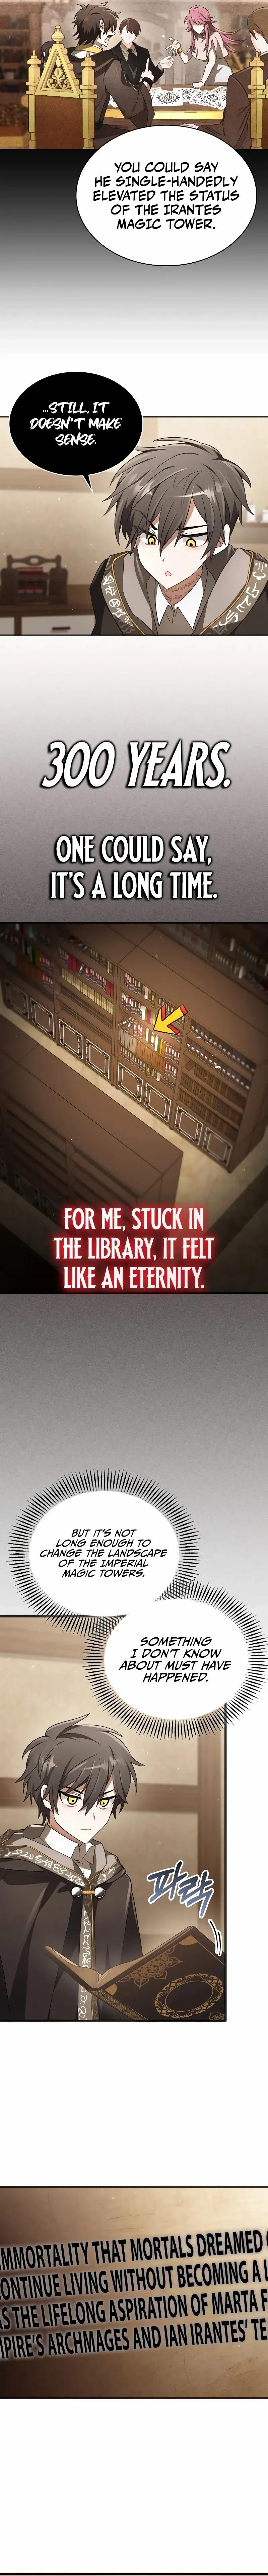 YOU COULD SAY
HE SINGLE-HANDEDLY
ELEVATED THE STATUS
OF THE IRANTES
MAGIC TOWER.
...STILL, IT
DOESN'T MAKE
SENSE.
300 YEARS.
ONE COULD SAY,
IT'S A LONG TIME.
FOR ME, STUCK IN
THE LIBRARY, IT FELT
LIKE AN ETERNITY.
BUT IT'S NOT
LONG ENOUGH TO
CHANGE THE LANDSCAPE
OF THE IMPERIAL
MAGIC TOWERS.
SOMETHING
I DON'T KNOW
ABOUT MUST HAVE
HAPPENED.
파락
MMORTALITY THAT MORTALS DREAMED
ONTINUE LIVING WITHOUT BECOMING A L
S THE LIFELONG ASPIRATION OF MARTA F
PIRE'S ARCHMAGES AND IAN IRANTES' TE